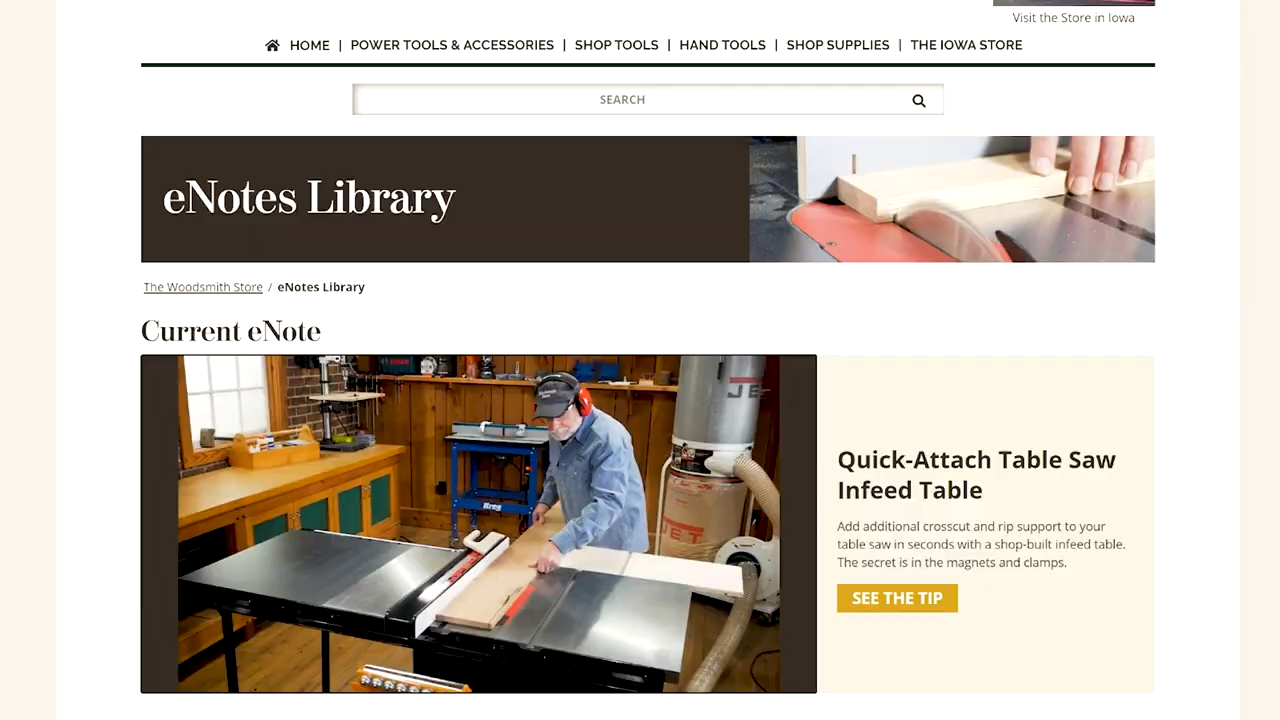 Visit the Store in Iowa
HOME | POWER TOOLS & ACCESSORIES | SHOP TOOLS | HAND TOOLS | SHOP SUPPLIES | THE IOWA STORE
SEARCH
eNotes Library
The Woodsmith Store / eNotes Library
Current eNote
JET
JET
Kreg
Quick-Attach Table Saw
Infeed Table
Add additional crosscut and rip support to your
table saw in seconds with a shop-built infeed table.
The secret is in the magnets and clamps.
SEE THE TIP